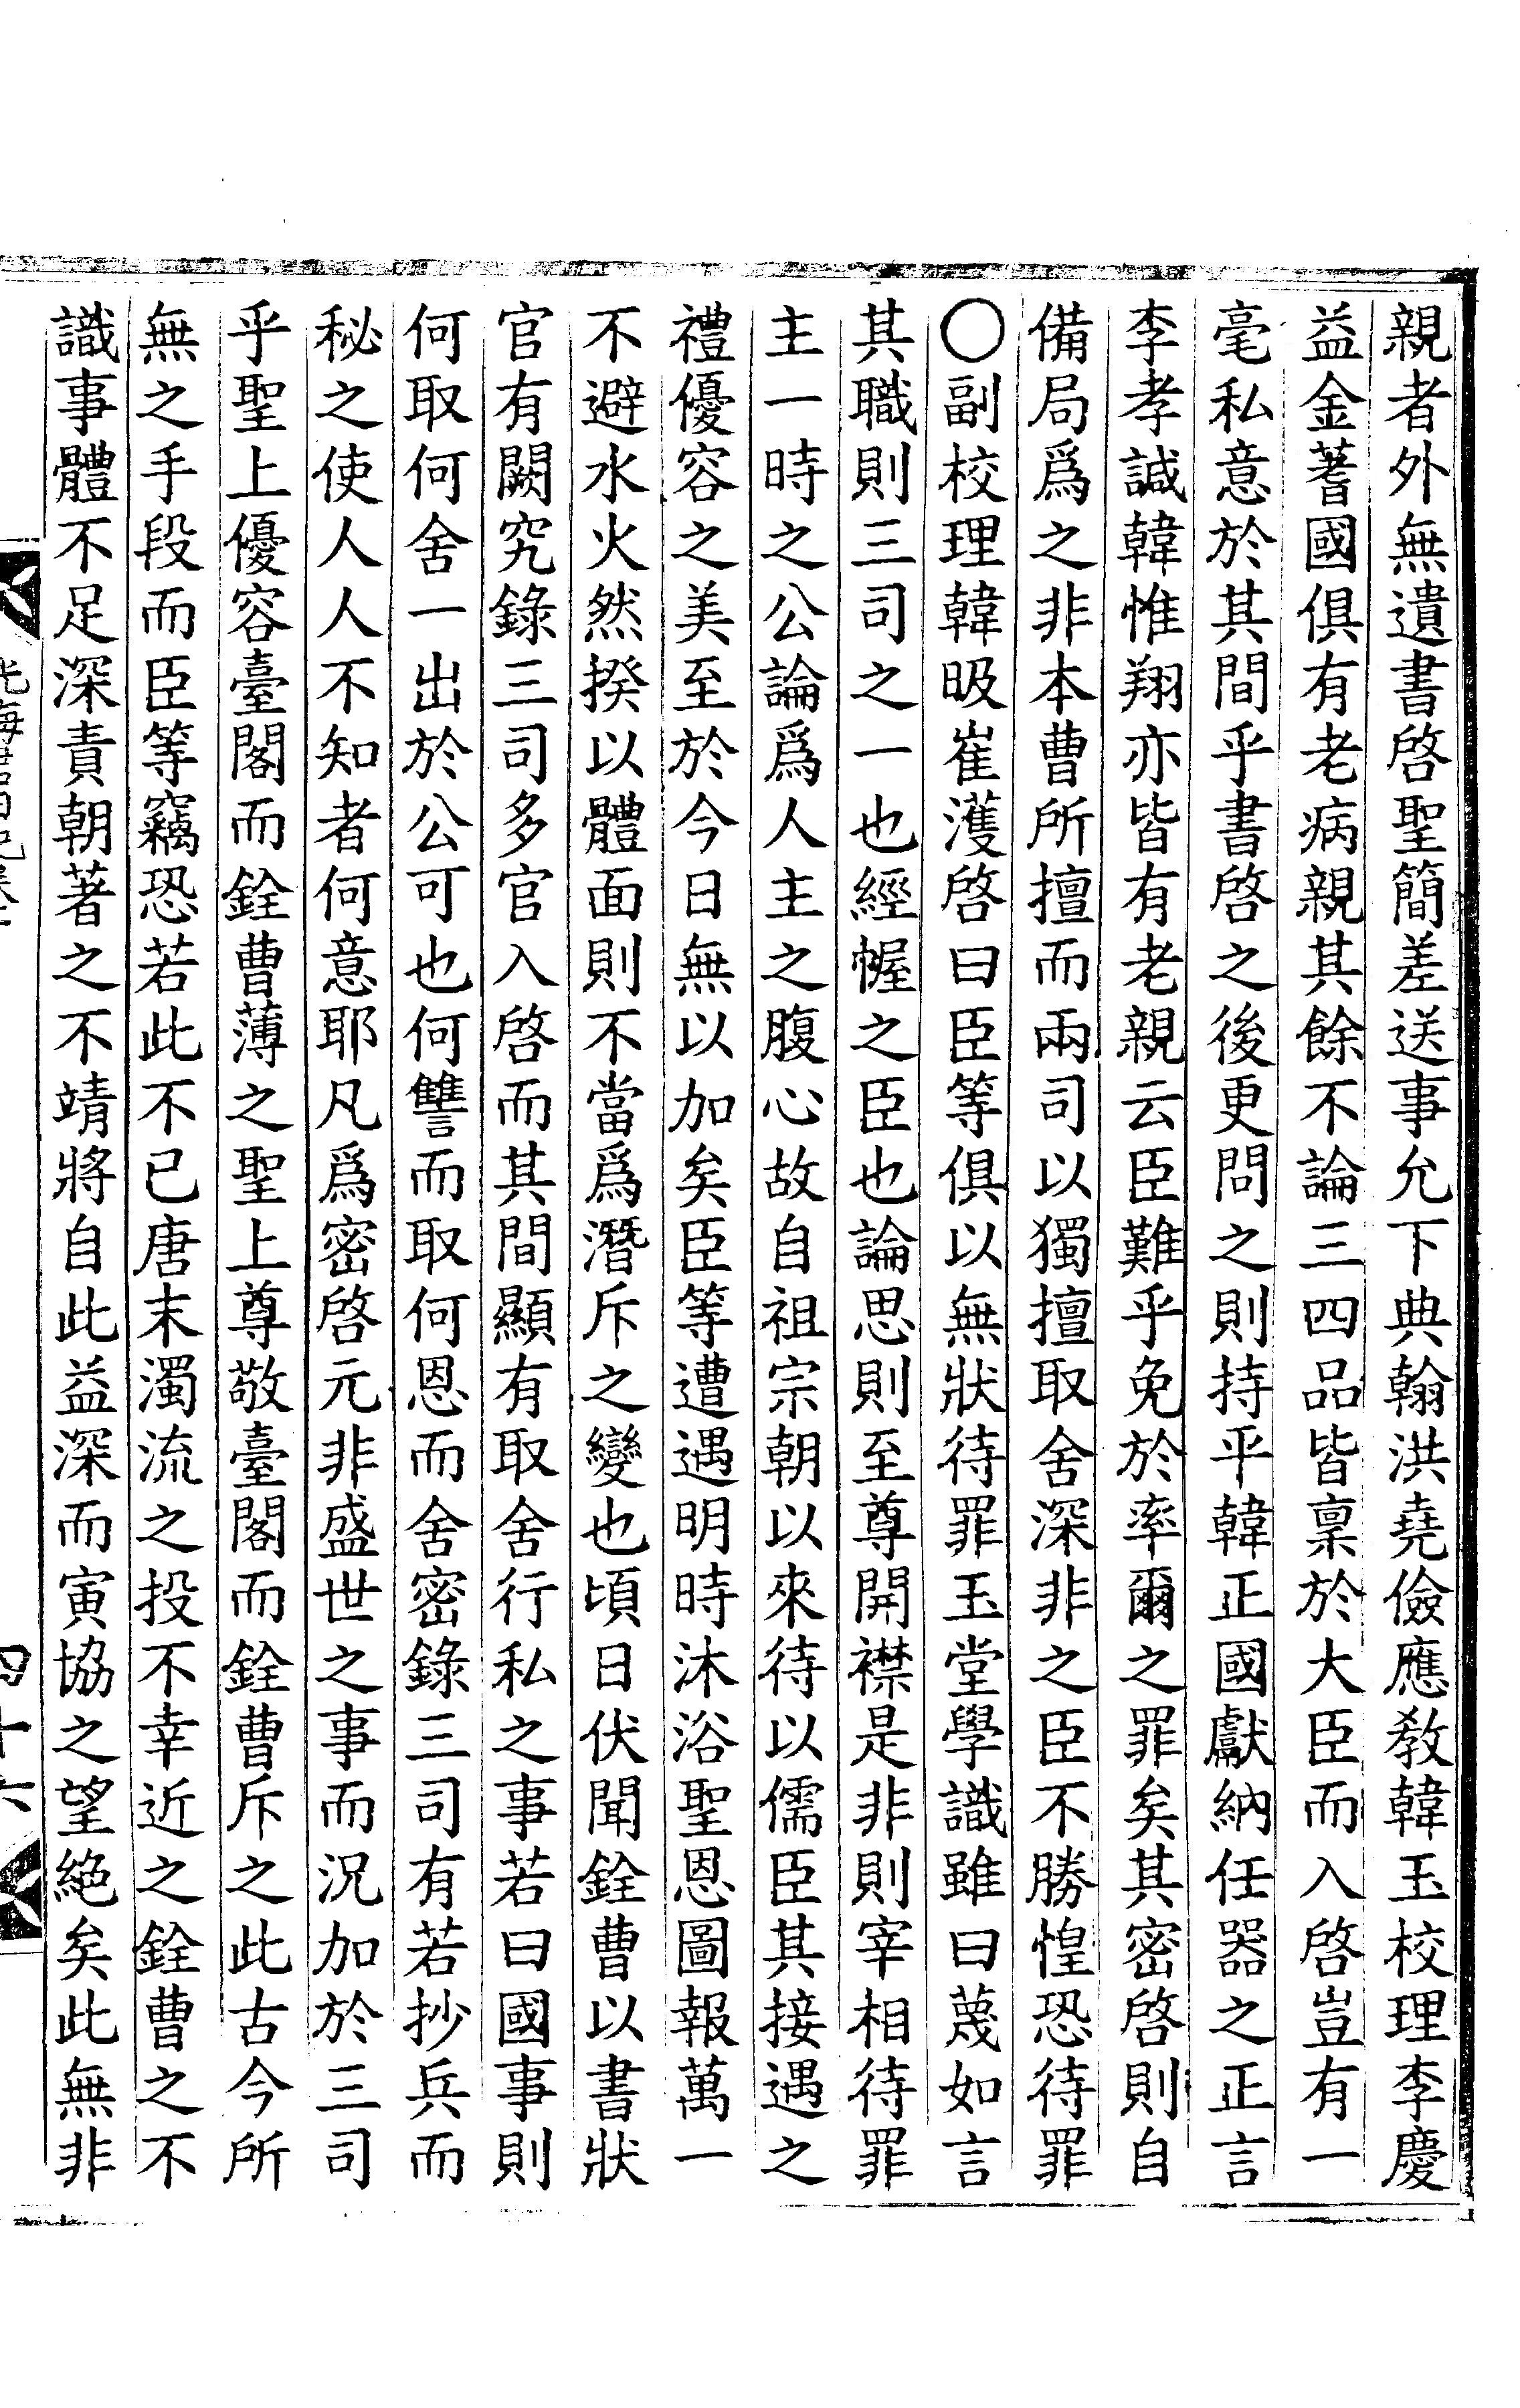 親者外無遺書啓聖簡差送事允下典翰洪堯儉應敎韓玉校理李慶
益金蓍國俱有老病親其餘不論三四品皆稟於大臣而入啓豈有一
毫私意於其間乎書啓之後更問之則持平韓正國獻納任器之正言
李孝誠韓惟翔亦皆有老親云臣難乎免於率爾之罪矣其密啓則自
備局爲之非本曹所擅而兩司以獨擅取舍深非之臣不勝惶恐待罪
〇副校理韓昅崔濩啓曰臣等俱以無狀待罪玉堂學識雖曰蔑如言
其職則三司之一也經幄之臣也論思則至尊開襟是非則宰相待罪
主一時之公論爲人主之腹心故自祖宗朝以來待以儒臣其接遇之
禮優容之美至於今日無以加矣臣等遭遇明時沐浴聖恩圖報萬一
不避水火然揆以體面則不當爲潛斥之變也頃日伏聞銓曹以書狀
官有闕究錄三司多官入啓而其間顯有取舍行私之事若曰國事則
何取何舍一出於公可也何讐而取何恩而舍密錄三司有若抄兵而
秘之使人人不知者何意耶凡爲密啓元非盛世之事而況加於三司
乎聖上優容臺閣而銓曹薄之聖上尊敬臺閣而銓曹斥之此古今所
無之手段而臣等竊恐若此不已唐末濁流之投不幸近之銓曹之不
識事體不足深責朝著之不靖將自此益深而寅協之望絶矣此無非
四十六